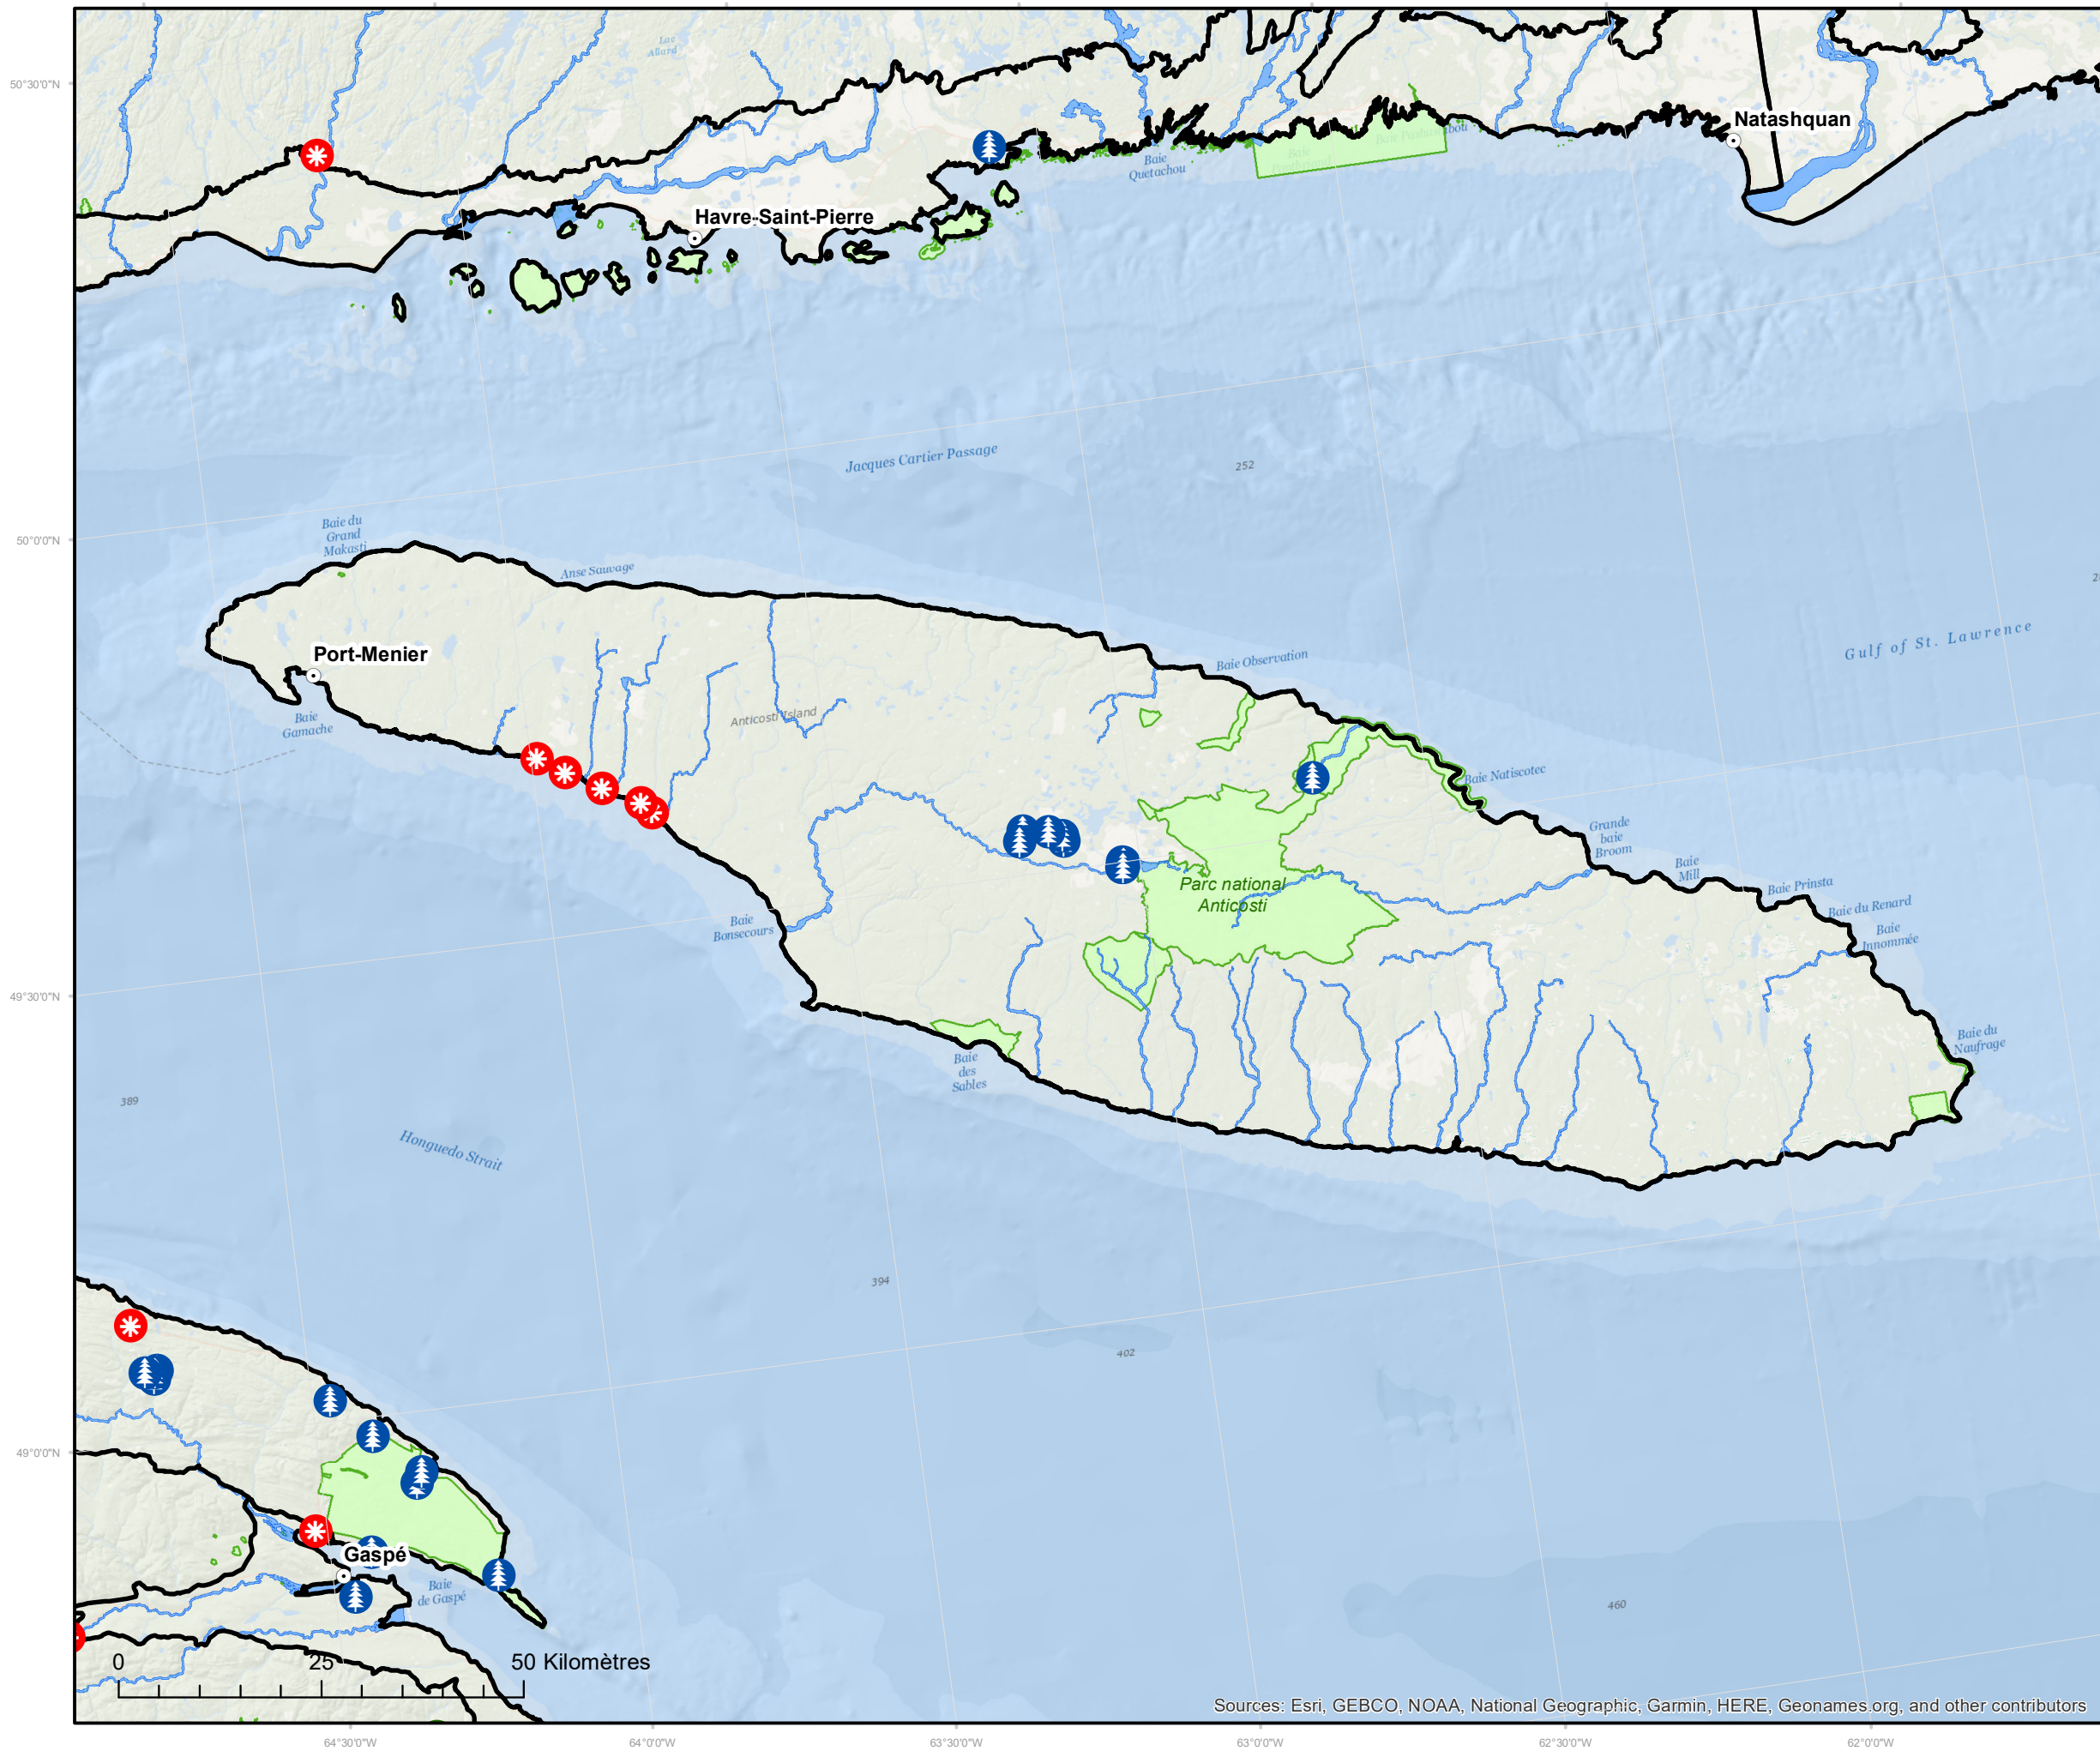 Lac
Allard
50°30'0"N
Natashquan
Baie Pashashibou
Baie
Quetachou
Havre-Saint-Pierre
Jacques Cartier Passage
252
Baie du
Grand
Makasti
50°0'0"N
Anse Sauvage
Gulf of St. Lawrence
Port-Menier
Baie Observation
Baie
Gamache
Anticosti Island
Baie Natiscotec
Grande
baie
Broom
Baie
Mill
Parc national
Anticosti
Baie Prinsta
Baie du Renard
Baie
Innommée
Baie
Bonsecours
49°30'0"N
Baie du
Naufrage
Baie
des
Sables
389
Honguedo Strait
394
402
49°0'0"N
Gaspé
Baie
de Gaspé
460
0 25 50 Kilomètres
Sources: Esri, GEBCO, NOAA, National Geographic, Garmin, HERE, Geonames.org, and other contributors
64°30'0"W 64°0'0"W 63°30'0"W 63°0'0"W 62°30'0"W 62°0'0"W